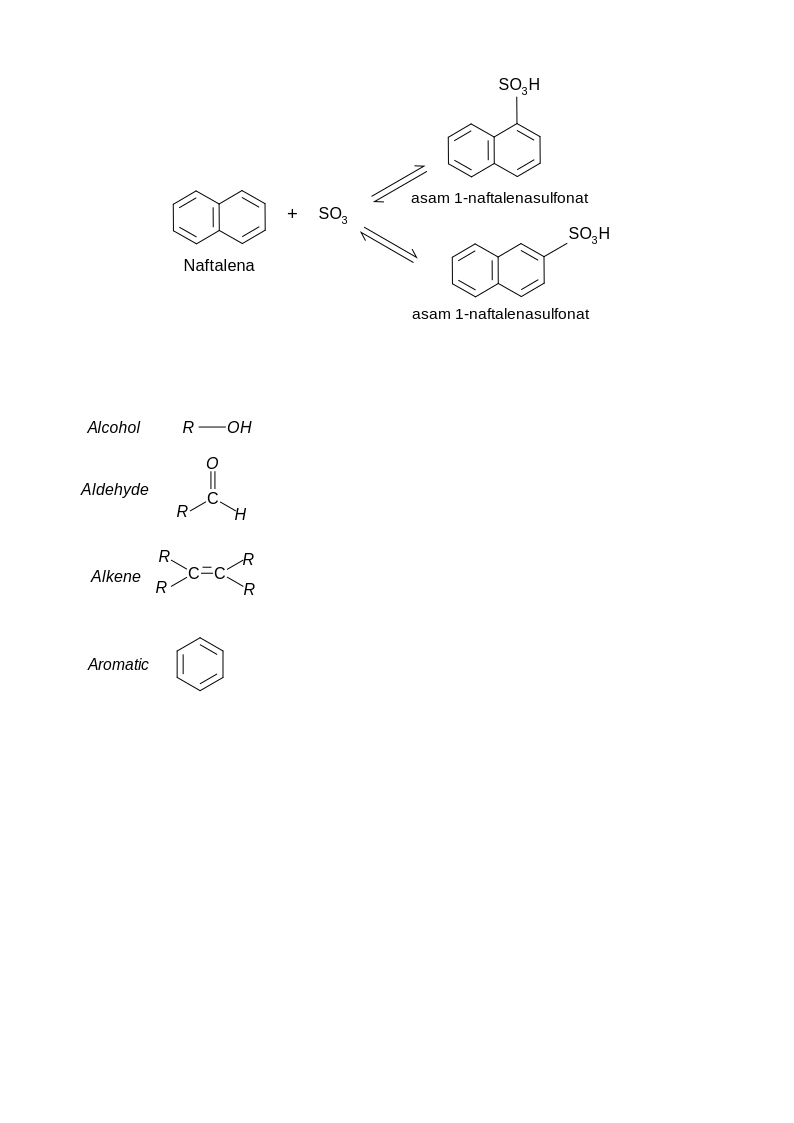 SO3H
asam 1-naftalenasulfonat
+ SO3
Naftalena
SO3H
asam 1-naftalenasulfonat
Alcohol R OH
O
Aldehyde C
R H
R R
Alkene C C
R R
Aromatic